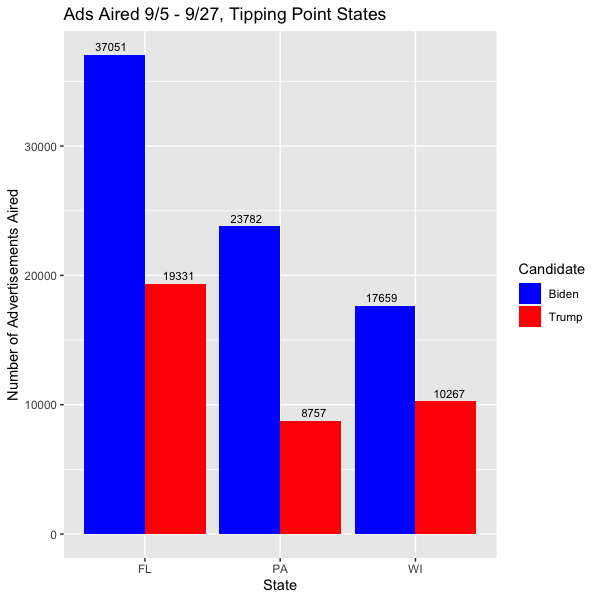 Ads Aired 9/5 - 9/27, Tipping Point States
37051
19331
23782
8757
17659
10267
30000
20000
10000
0
Number of Advertisements Aired
FL
PA
WI
State
Candidate
Biden
Trump